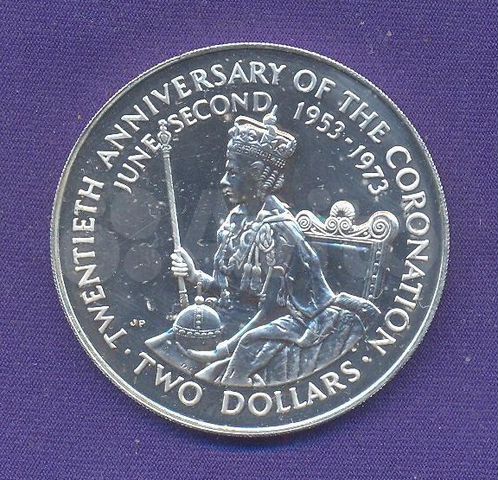 · TWENTIETH ANNIVERSARY OF THE CORONATION ·
JUNE SECOND 1953-1973
TWO DOLLARS
JP